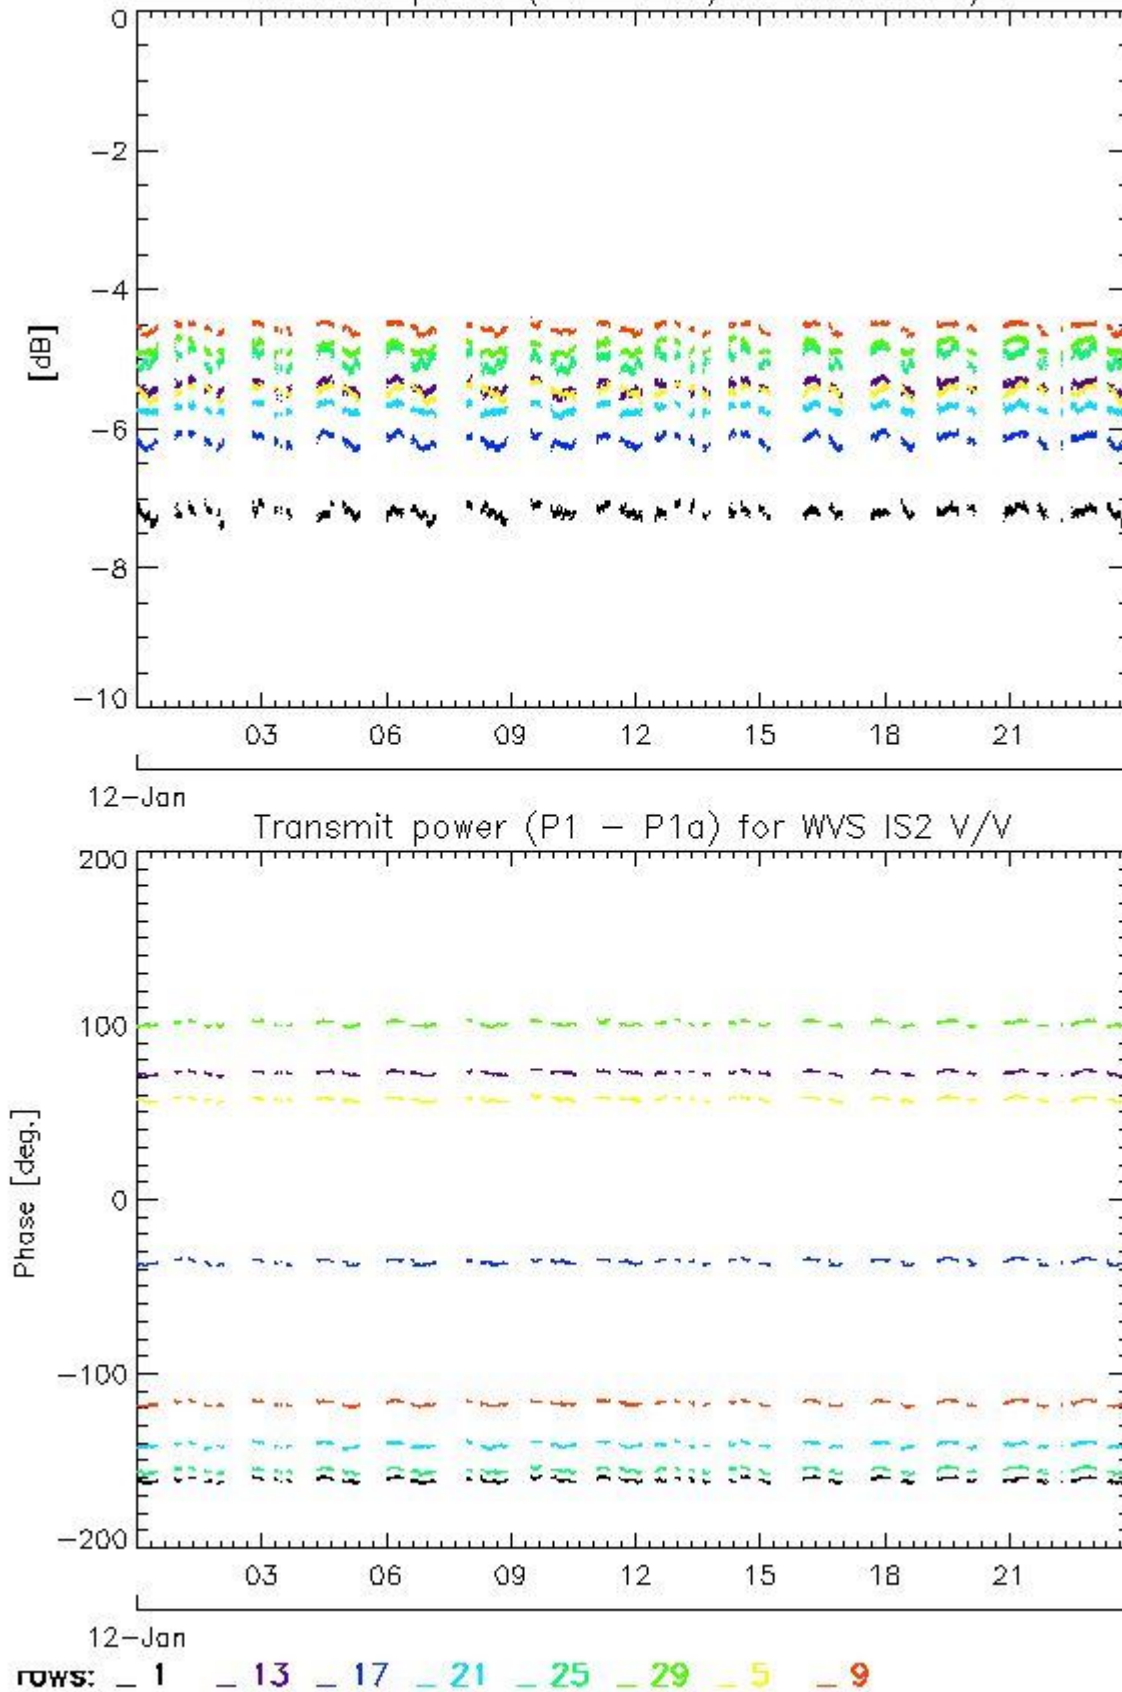 0
−2
−4
[dB]
−6
−8
−10
03 06 09 12 15 18 21
12−Jan
Transmit power (P1 − P1a) for WVS IS2 V/V
200
100
Phase [deg.]
0
−100
−200
03 06 09 12 15 18 21
12−Jan
rows: _ 1 _ 13 _ 17 _ 21 _ 25 _ 29 _ 5 _ 9